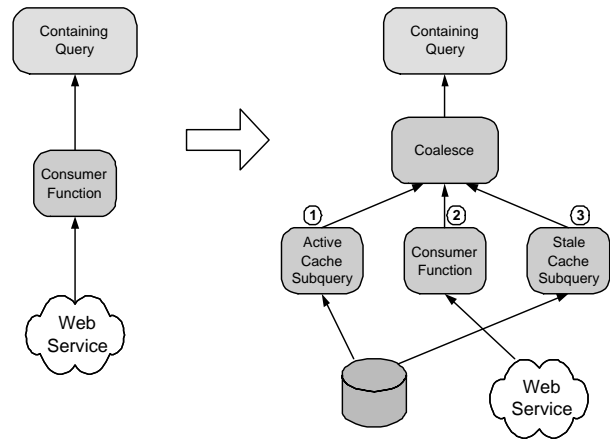 Containing
Query
Consumer
Function
Web
Service
Containing
Query
Coalesce
1
2
3
Active
Cache
Subquery
Consumer
Function
Stale
Cache
Subquery
Web
Service